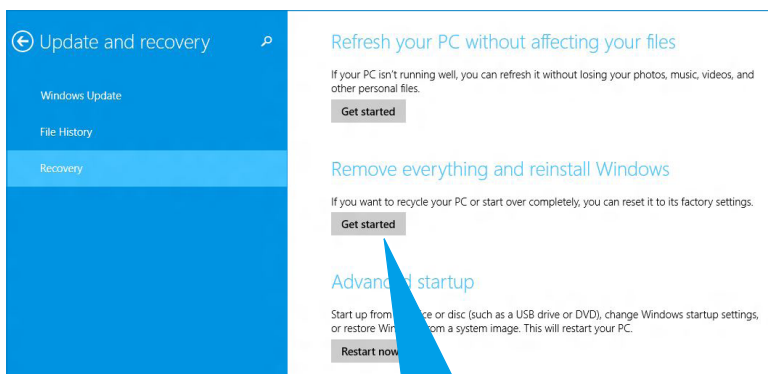 Update and recovery
Windows Update
File History
Recovery
Refresh your PC without affecting your files
If your PC isn't running well, you can refresh it without losing your photos, music, videos, and
other personal files.
Get started
Remove everything and reinstall Windows
If you want to recycle your PC or start over completely, you can reset it to its factory settings.
Get started
startup
Start up from or disc (such as a USB drive or DVD), change Windows startup settings,
or restore from a system image. This will restart your PC.
Restart now